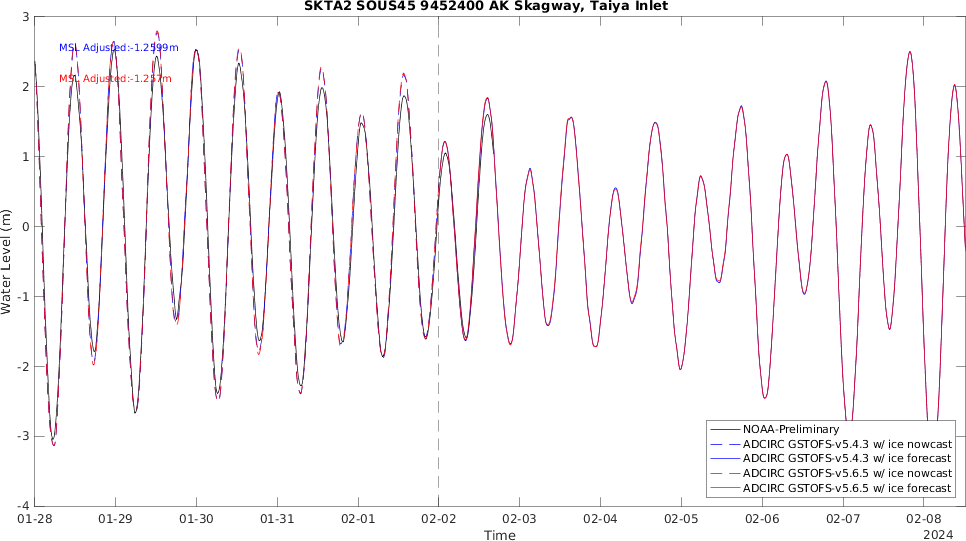 SKTA2 SOUS45 9452400 AK Skagway, Taiya Inlet
3
MSL Adjusted:-1.2599m
MSL Adjusted:-1.257m
2
1
0
-1
-2
-3
-4
Water Level (m)
NOAA-Preliminary
ADCIRC GSTOFS-v5.4.3 w/ ice nowcast
ADCIRC GSTOFS-v5.4.3 w/ ice forecast
ADCIRC GSTOFS-v5.6.5 w/ ice nowcast
ADCIRC GSTOFS-v5.6.5 w/ ice forecast
01-28 01-29 01-30 01-31 02-01 02-02 02-03 02-04 02-05 02-06 02-07 02-08
Time
2024